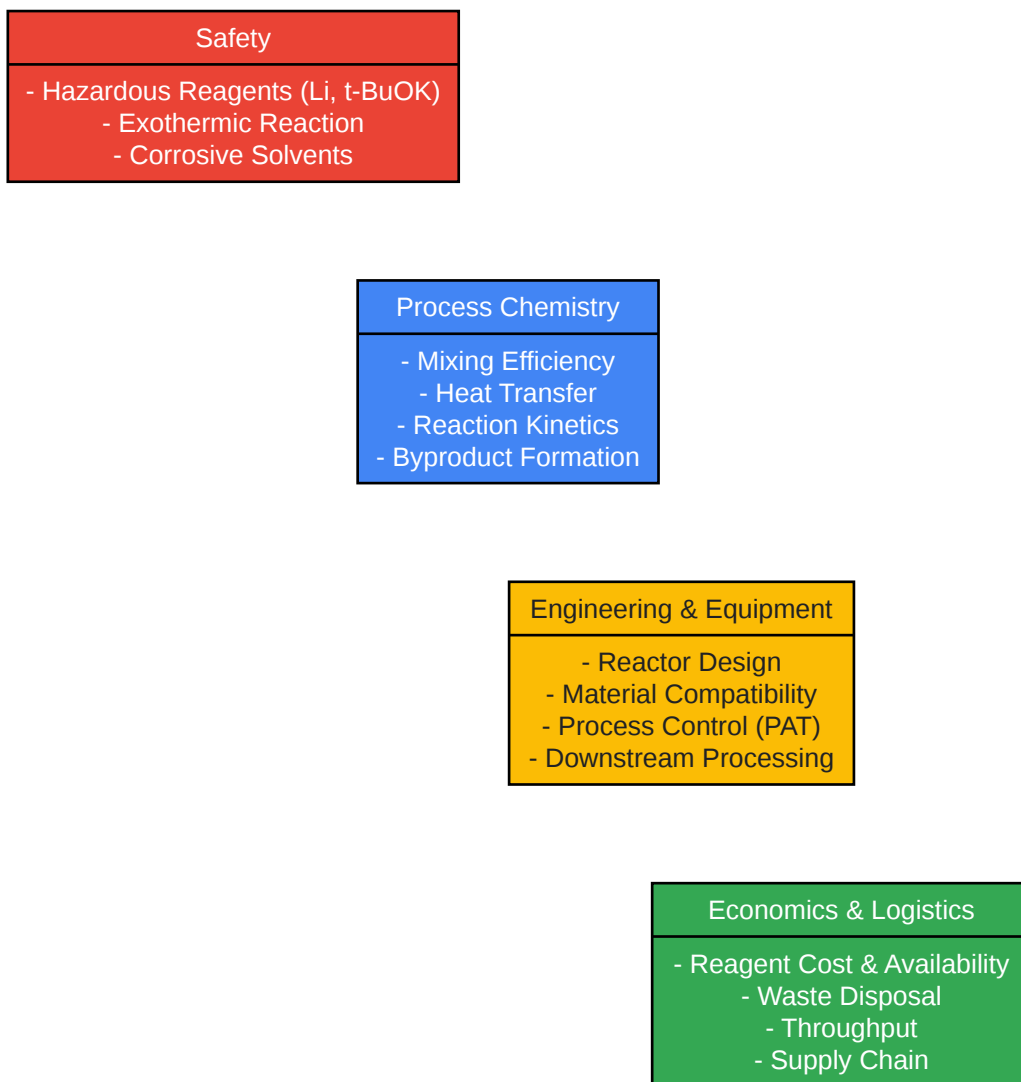 Safety
- Hazardous Reagents (Li, t-BuOK)
- Exothermic Reaction
- Corrosive Solvents
Process Chemistry
- Mixing Efficiency
- Heat Transfer
- Reaction Kinetics
- Byproduct Formation
Engineering & Equipment
- Reactor Design
- Material Compatibility
- Process Control (PAT)
- Downstream Processing
Economics & Logistics
- Reagent Cost & Availability
- Waste Disposal
- Throughput
- Supply Chain